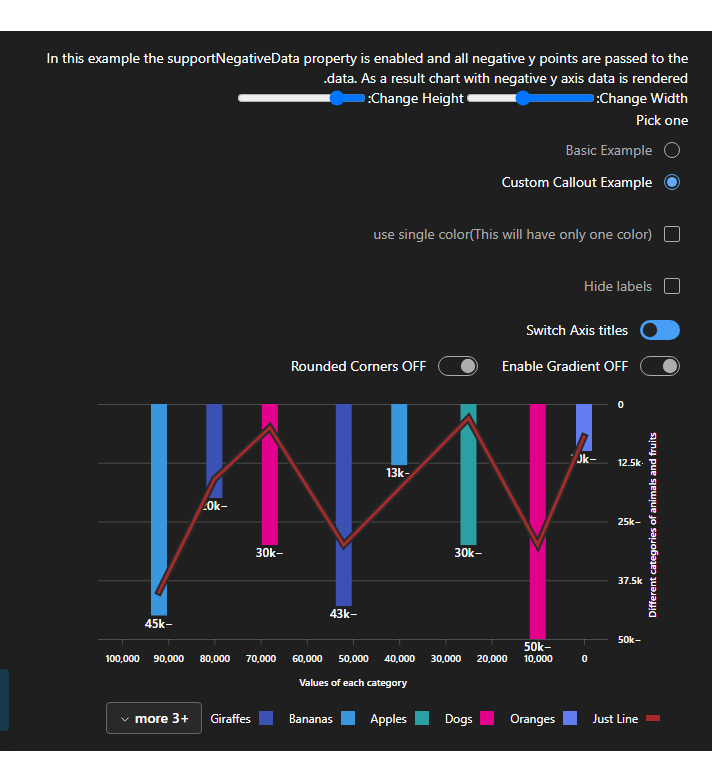 In this example the supportNegativeData property is enabled and all negative y points are passed to the
.data. As a result chart with negative y axis data is rendered
:Change Height :Change Width
Pick one
Basic Example
Custom Callout Example
use single color(This will have only one color)
Hide labels
Switch Axis titles
Rounded Corners OFF Enable Gradient OFF
0
12.5k-
25k–
37.5k
50k–
Different categories of animals and fruits
45k–
30k–
43k–
13k–
30k–
50k–
100,000 90,000 80,000 70,000 60,000 50,000 40,000 30,000 20,000 10,000 0
Values of each category
more 3+ Giraffes Bananas Apples Dogs Oranges Just Line